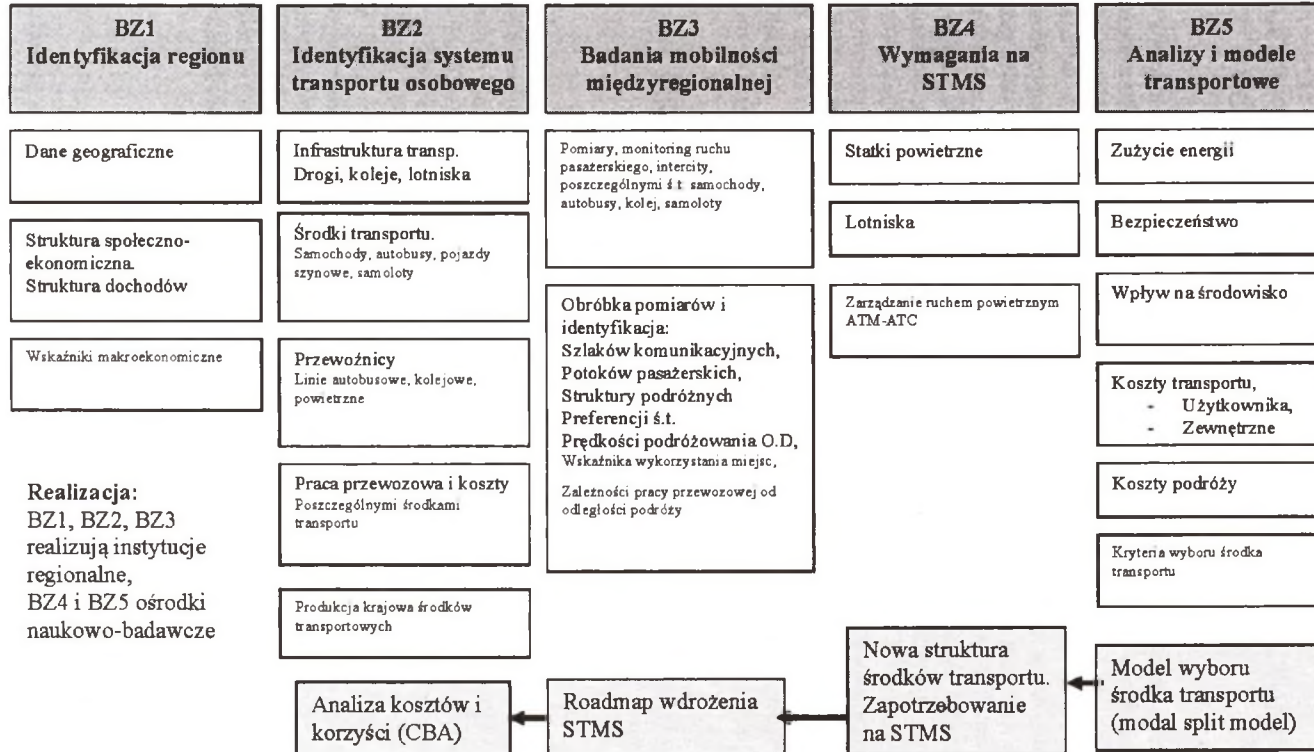 BZ1
Identyfikacja regionu
Dane geograficzne
Struktura społeczno-
ekonomiczna.
Struktura dochodów
Wskaźniki makroekonomiczne
Realizacja:
BZ1, BZ2, BZ3
realizują instytucje
regionalne,
BZ4 i BZ5 ośrodki
naukowo-badawcze
BZ2
Identyfikacja systemu
transportu osobowego
Infrastruktura transp.
Drogi, koleje, lotniska
Środki transportu.
Samochody, autobusy, pojazdy
szynowe, samoloty
Przewoźnicy
Linie autobusowe, kolejowe,
powietrzne
Praca przewozowa i koszty
Poszczególnymi środkami
transportu
Produkcja krajowa środków
transportowych
BZ3
Badania mobilności
międzyregionalnej
Pomiary, monitoring ruchu
pasażerskiego, intercity,
poszczególnymi ś.t. samochody,
autobusy, kolej, samoloty
Obróbka pomiarów i
identyfikacja:
Szlaków komunikacyjnych,
Potoków pasażerskich,
Struktury podróżnych
Preferencji ś.t.
Prędkości podróżowania O.D,
Wskaźnika wykorzystania miejsc,
Zależności pracy przewozowej od
odległości podróży
BZ4
Wymagania na
STMS
Statki powietrzne
Lotniska
Zarządzanie ruchem powietrznym
ATM-ATC
BZ5
Analizy i modele
transportowe
Zużycie energii
Bezpieczeństwo
Wpływ na środowisko
Koszty transportu,
- Użytkownika,
- Zewnętrzne
Koszty podróży
Kryteria wyboru środka
transportu
Model wyboru
środka transportu
(modal split model)
Nowa struktura
środków transportu.
Zapotrzebowanie
na STMS
Roadmap wdrożenia
STMS
Analiza kosztów i
korzyści (CBA)